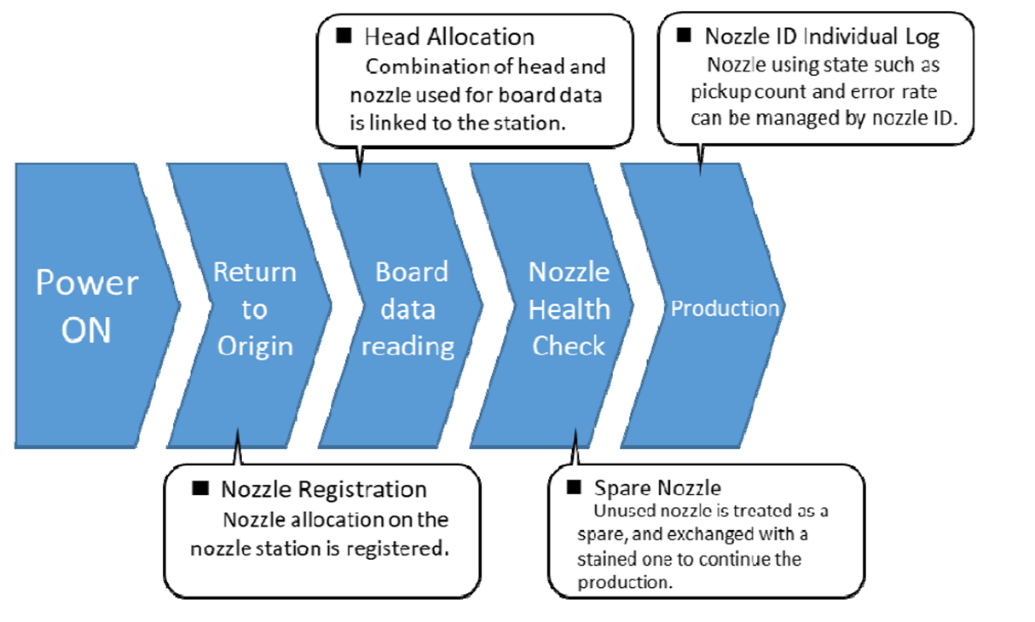 ■ Head Allocation
Combination of head and
nozzle used for board data
is linked to the station.
■ Nozzle ID Individual Log
Nozzle using state such as
pickup count and error rate
can be managed by nozzle ID.
Power
ON
Return
to
Origin
Board
data
reading
Nozzle
Health
Check
Production
■ Nozzle Registration
Nozzle allocation on the
nozzle station is registered.
■ Spare Nozzle
Unused nozzle is treated as a
spare, and exchanged with a
stained one to continue the
production.